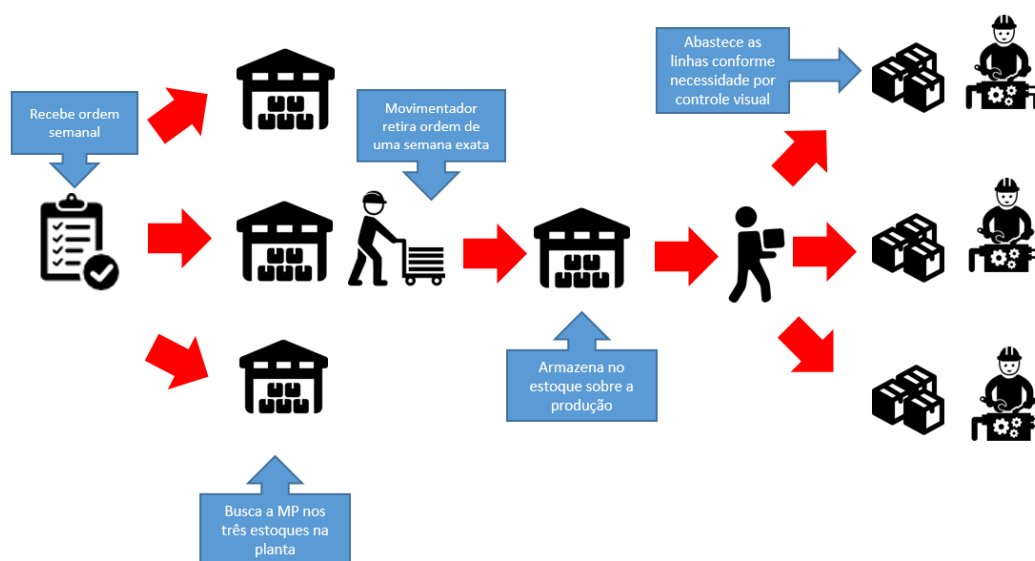 Recebe ordem
semanal
Movimentador
retira ordem de
uma semana exata
Abastece as
linhas conforme
necessidade por
controle visual
Armazena no
estoque sobre a
produção
Busca a MP nos
três estoques na
planta